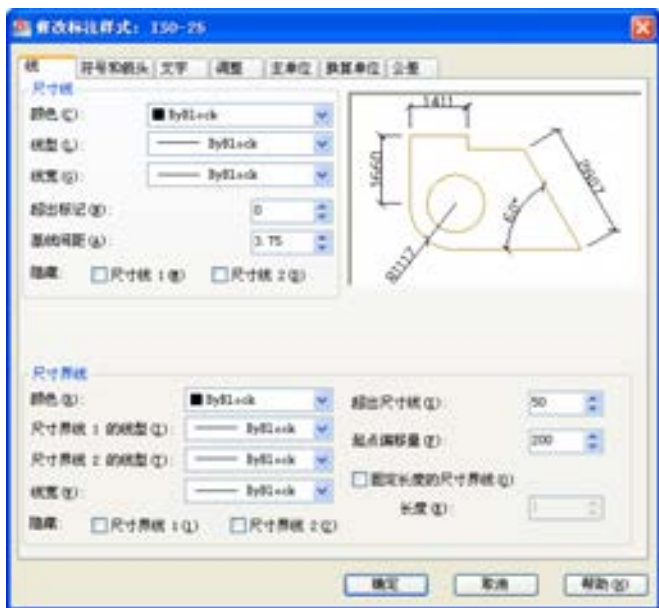 修改标注样式: ISO-25
线 符号和箭头 文字 调整 主单位 换算单位 公差
尺寸线
颜色(C): ByBlock
线型(L): ByBlock
线宽(G): ByBlock
超出标记(N): 0
基线间距(A): 3.75
隐藏: 尺寸线 1(M) 尺寸线 2(D)
1411
3660
2907
60°
R1117
尺寸界线
颜色(R): ByBlock
尺寸界线 1 的线型(I): ByBlock
尺寸界线 2 的线型(T): ByBlock
线宽(W): ByBlock
隐藏: 尺寸界线 1(1) 尺寸界线 2(2)
超出尺寸线(X): 50
起点偏移量(F): 200
固定长度的尺寸界线(O)
长度(E): 1
确定 取消 帮助(H)